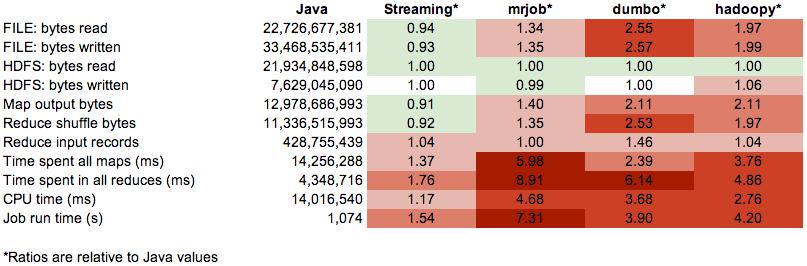 Java Streaming* mrjob* dumbo* hadoopy*
FILE: bytes read 22,726,677,381 0.94 1.34 2.55 1.97
FILE: bytes written 33,468,535,411 0.93 1.35 2.57 1.99
HDFS: bytes read 21,934,848,598 1.00 1.00 1.00 1.00
HDFS: bytes written 7,629,045,090 1.00 0.99 1.00 1.06
Map output bytes 12,978,686,993 0.91 1.40 2.11 2.11
Reduce shuffle bytes 11,336,515,993 0.92 1.35 2.53 1.97
Reduce input records 428,755,439 1.04 1.00 1.46 1.04
Time spent all maps (ms) 14,256,288 1.37 5.98 2.39 3.76
Time spent in all reduces (ms) 4,348,716 1.76 8.91 6.14 4.86
CPU time (ms) 14,016,540 1.17 4.68 3.68 2.76
Job run time (s) 1,074 1.54 7.31 3.90 4.20
*Ratios are relative to Java values